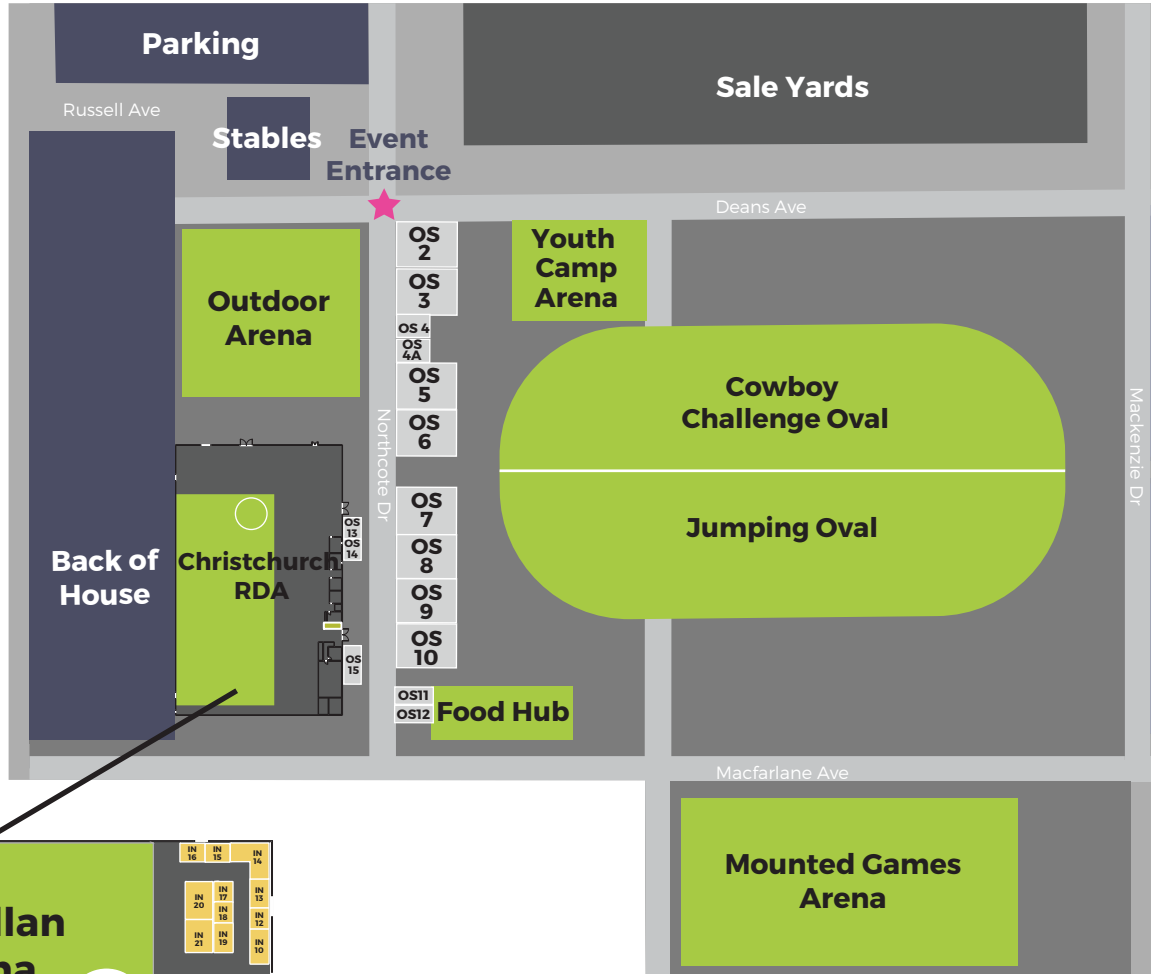 Parking
Sale Yards
Russell Ave
Stables
Event
Entrance
Deans Ave
OS
2
Youth
Camp
Arena
OS
3
Outdoor
Arena
OS 4
OS
4A
OS
5
OS
6
Cowboy
Challenge Oval
Northcote Dr
Mackenzie Dr
OS
7
Jumping Oval
OS
13
OS
14
OS
8
Back of
House
Christchurch
RDA
OS
9
OS
10
OS
15
OS11
OS12
Food Hub
Macfarlane Ave
IN
16
IN
15
IN
14
IN
20
IN
17
IN
13
IN
18
IN
12
IN
21
IN
19
IN
10
Mounted Games
Arena